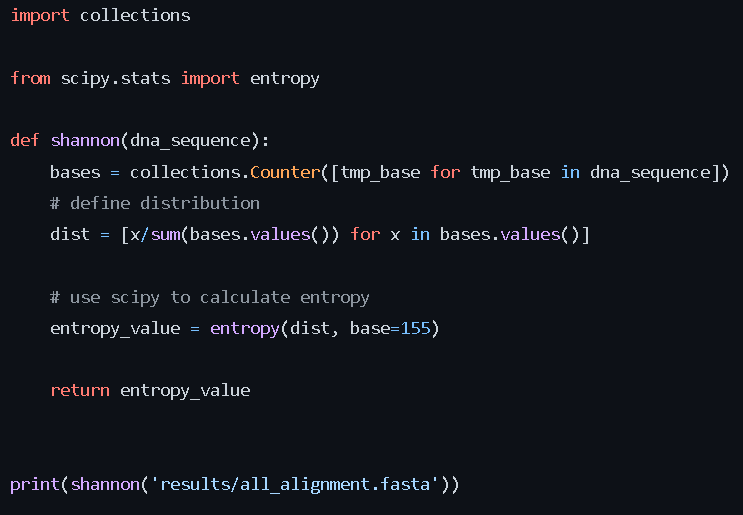 import collections
from scipy.stats import entropy
def shannon(dna_sequence):
    bases = collections.Counter([tmp_base for tmp_base in dna_sequence])
    # define distribution
    dist = [x/sum(bases.values()) for x in bases.values()]
    # use scipy to calculate entropy
    entropy_value = entropy(dist, base=155)
    return entropy_value
print(shannon('results/all_alignment.fasta'))